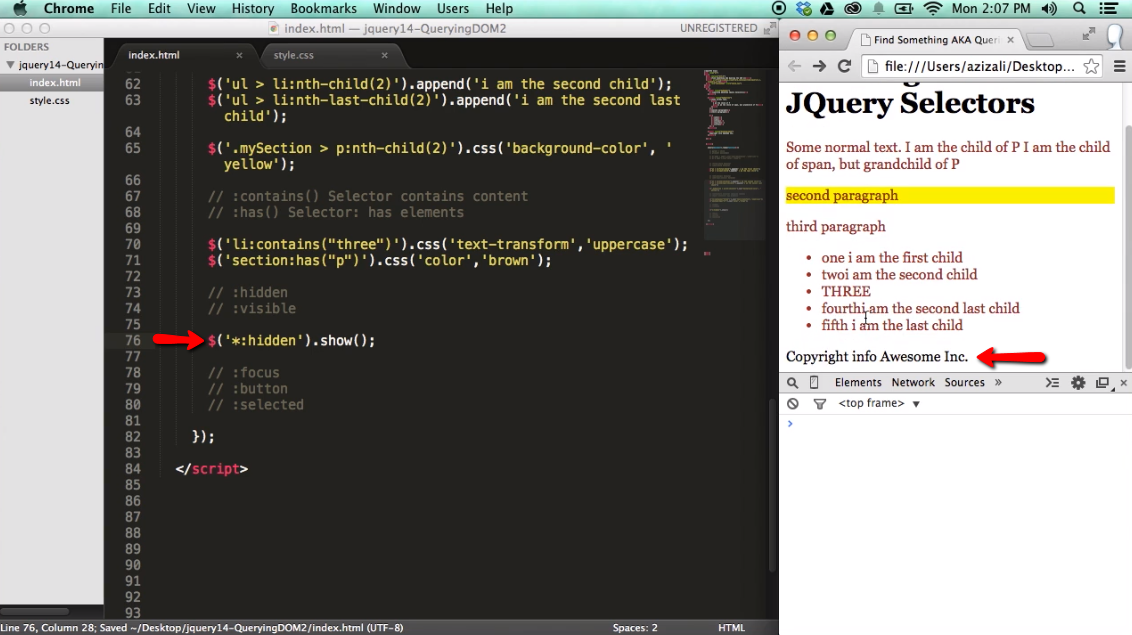 Chrome File Edit View History Bookmarks Window Users Help
Mon 2:07 PM
index.html — jquery14-QueryingDOM2
UNREGISTERED
FOLDERS
jquery14-Querying
index.html
style.css
index.html × style.css ×
62 $('ul > li:nth-child(2)').append('i am the second child');
63 $('ul > li:nth-last-child(2)').append('i am the second last
child');
64
65 $('.mySection > p:nth-child(2)').css('background-color', '
yellow');
66
67 // :contains() Selector contains content
68 // :has() Selector: has elements
69
70 $('li:contains("three")').css('text-transform','uppercase');
71 $('section:has("p")').css('color','brown');
72
73 // :hidden
74 // :visible
75
76 $('*:hidden').show();
77
78 // :focus
79 // :button
80 // :selected
81
82 });
83
84 </script>
85
86
87
88
89
90
91
92
93
Line 76, Column 28; Saved ~/Desktop/jquery14-QueryingDOM2/index.html (UTF-8)
Spaces: 2
HTML
Find Something AKA Queri ×
file:///Users/azizali/Desktop...
JQuery Selectors
Some normal text. I am the child of P I am the child
of span, but grandchild of P
second paragraph
third paragraph
• one i am the first child
• twoi am the second child
• THREE
• fourthi am the second last child
• fifth i am the last child
Copyright info Awesome Inc.
Elements Network Sources »
<top frame> ▼
>